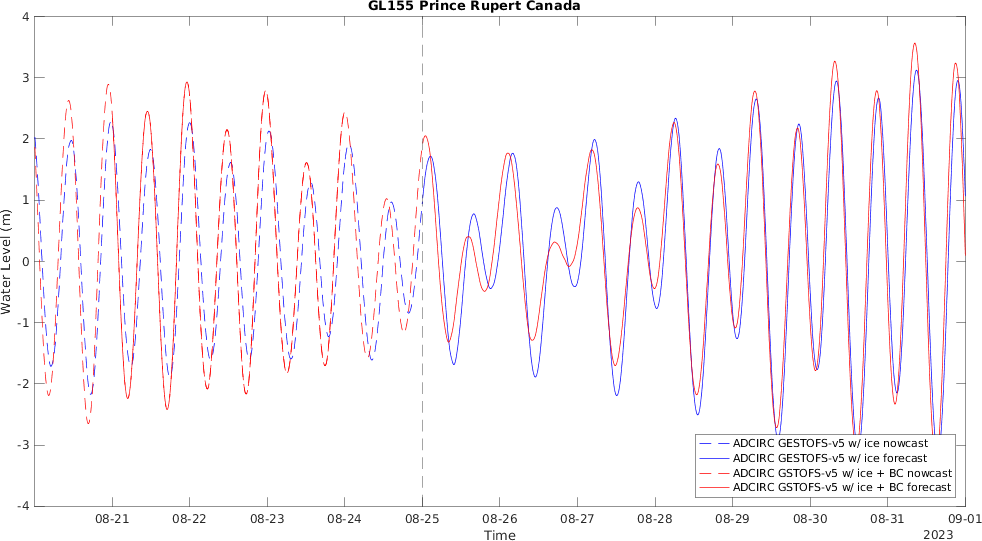 GL155 Prince Rupert Canada
4
3
2
1
0
-1
-2
-3
-4
Water Level (m)
ADCIRC GESTOFS-v5 w/ ice nowcast
ADCIRC GESTOFS-v5 w/ ice forecast
ADCIRC GSTOFS-v5 w/ ice + BC nowcast
ADCIRC GSTOFS-v5 w/ ice + BC forecast
08-21 08-22 08-23 08-24 08-25 08-26 08-27 08-28 08-29 08-30 08-31 09-01
2023
Time